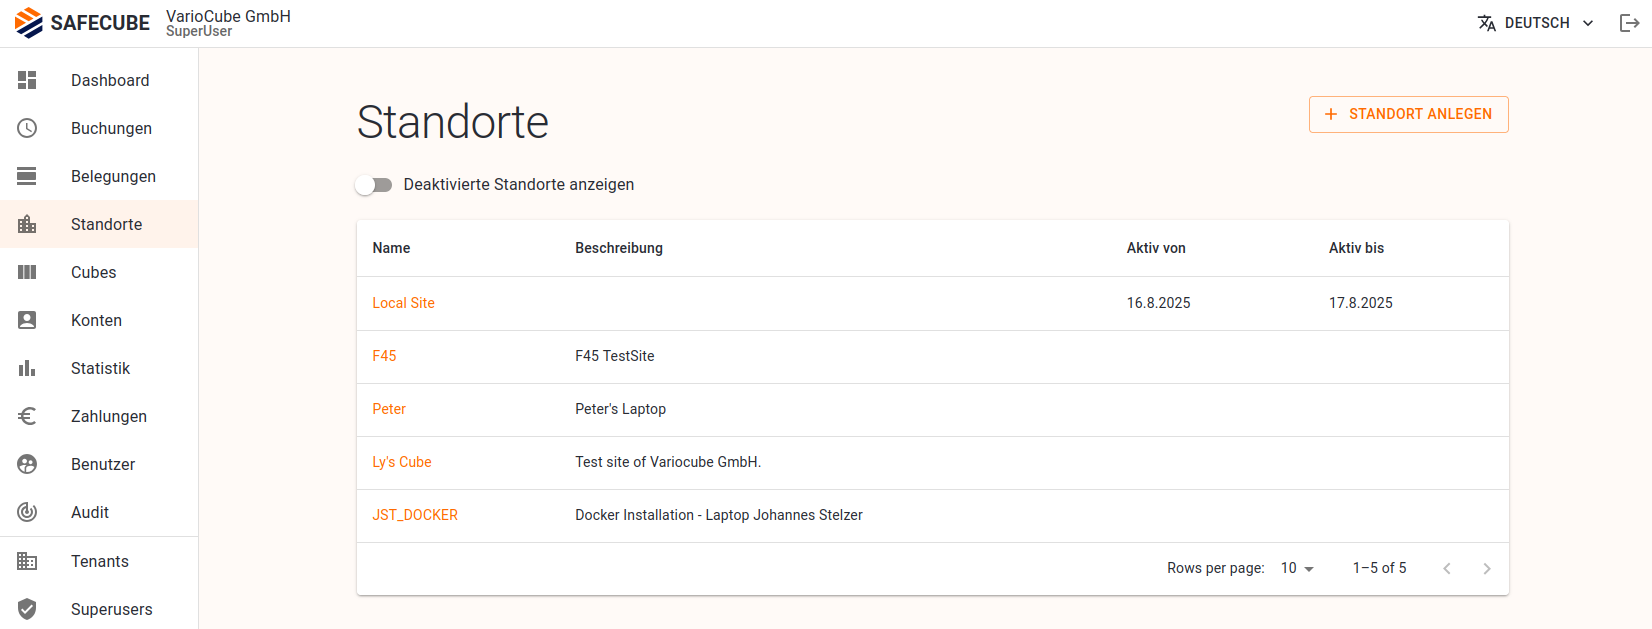 SAFECUBE
VarioCube GmbH
SuperUser
DEUTSCH
Dashboard
Buchungen
Belegungen
Standorte
Cubes
Konten
Statistik
Zahlungen
Benutzer
Audit
Tenants
Superusers
Standorte
STANDORT ANLEGEN
Deaktivierte Standorte anzeigen
Name Beschreibung Aktiv von Aktiv bis
Local Site 16.8.2025 17.8.2025
F45 F45 TestSite
Peter Peter's Laptop
Ly's Cube Test site of Variocube GmbH.
JST_DOCKER Docker Installation - Laptop Johannes Stelzer
Rows per page: 10 1–5 of 5